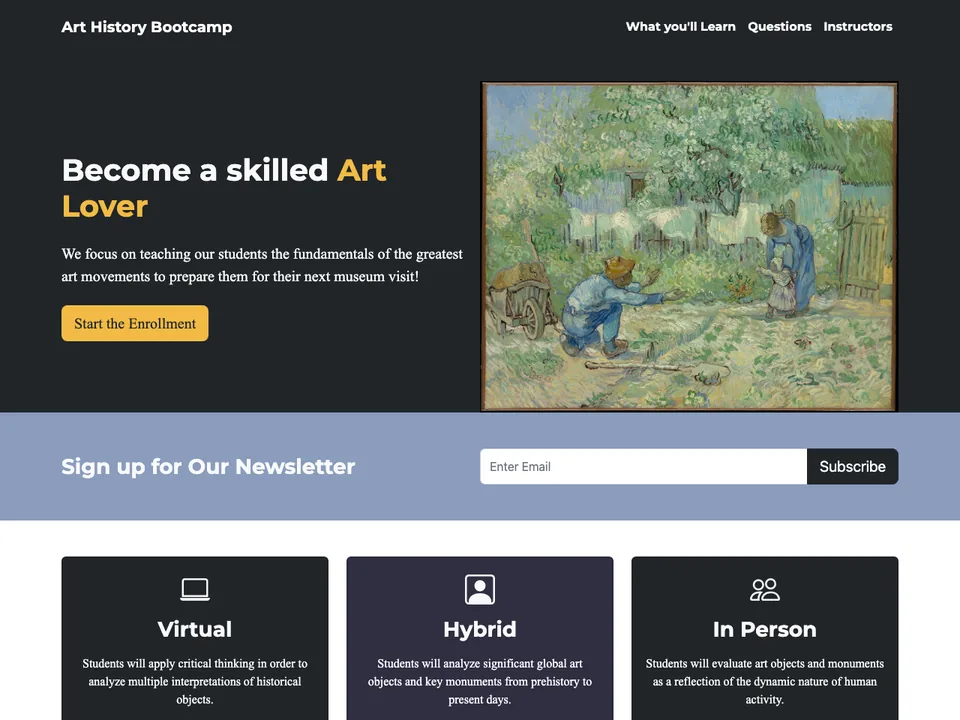 Art History Bootcamp
What you'll Learn Questions Instructors
Become a skilled Art
Lover
We focus on teaching our students the fundamentals of the greatest
art movements to prepare them for their next museum visit!
Start the Enrollment
Sign up for Our Newsletter
Enter Email
Subscribe
Virtual
Students will apply critical thinking in order to
analyze multiple interpretations of historical
objects.
Hybrid
Students will analyze significant global art
objects and key monuments from prehistory to
present days.
In Person
Students will evaluate art objects and monuments
as a reflection of the dynamic nature of human
activity.